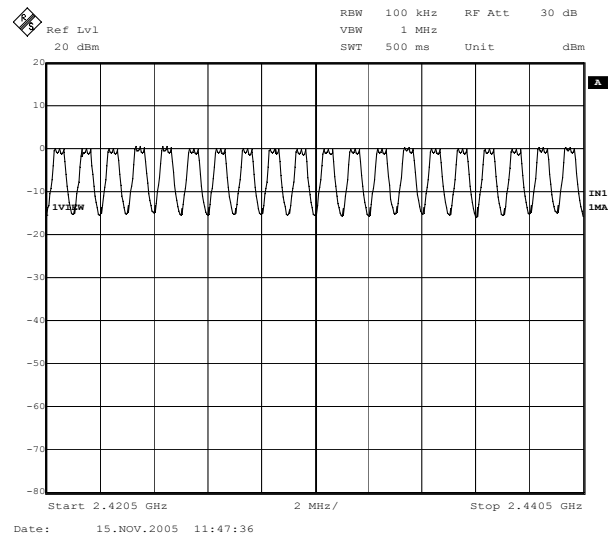 R S
RBW 100 kHz RF Att 30 dB
Ref Lvl VBW 1 MHz
20 dBm SWT 500 ms Unit dBm
20
A
10
0
-10
IN1
1VIEW 1MA
-20
-30
-40
-50
-60
-70
-80
Start 2.4205 GHz 2 MHz/ Stop 2.4405 GHz
Date: 15.NOV.2005 11:47:36